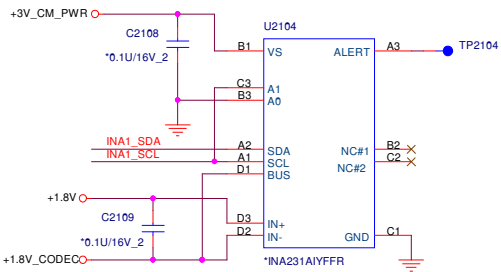 U2104
+3V_CM_PWR
C2108
*0.1U/16V_2
B1 VS ALERT A3 TP2104
C3 A1
B3 A0
INA1_SDA A2 SDA NC#1 B2
INA1_SCL A1 SCL NC#2 C2
D1 BUS
+1.8V
C2109
*0.1U/16V_2
D3 IN+
D2 IN- GND C1
+1.8V_CODEC
*INA231AIYFFR